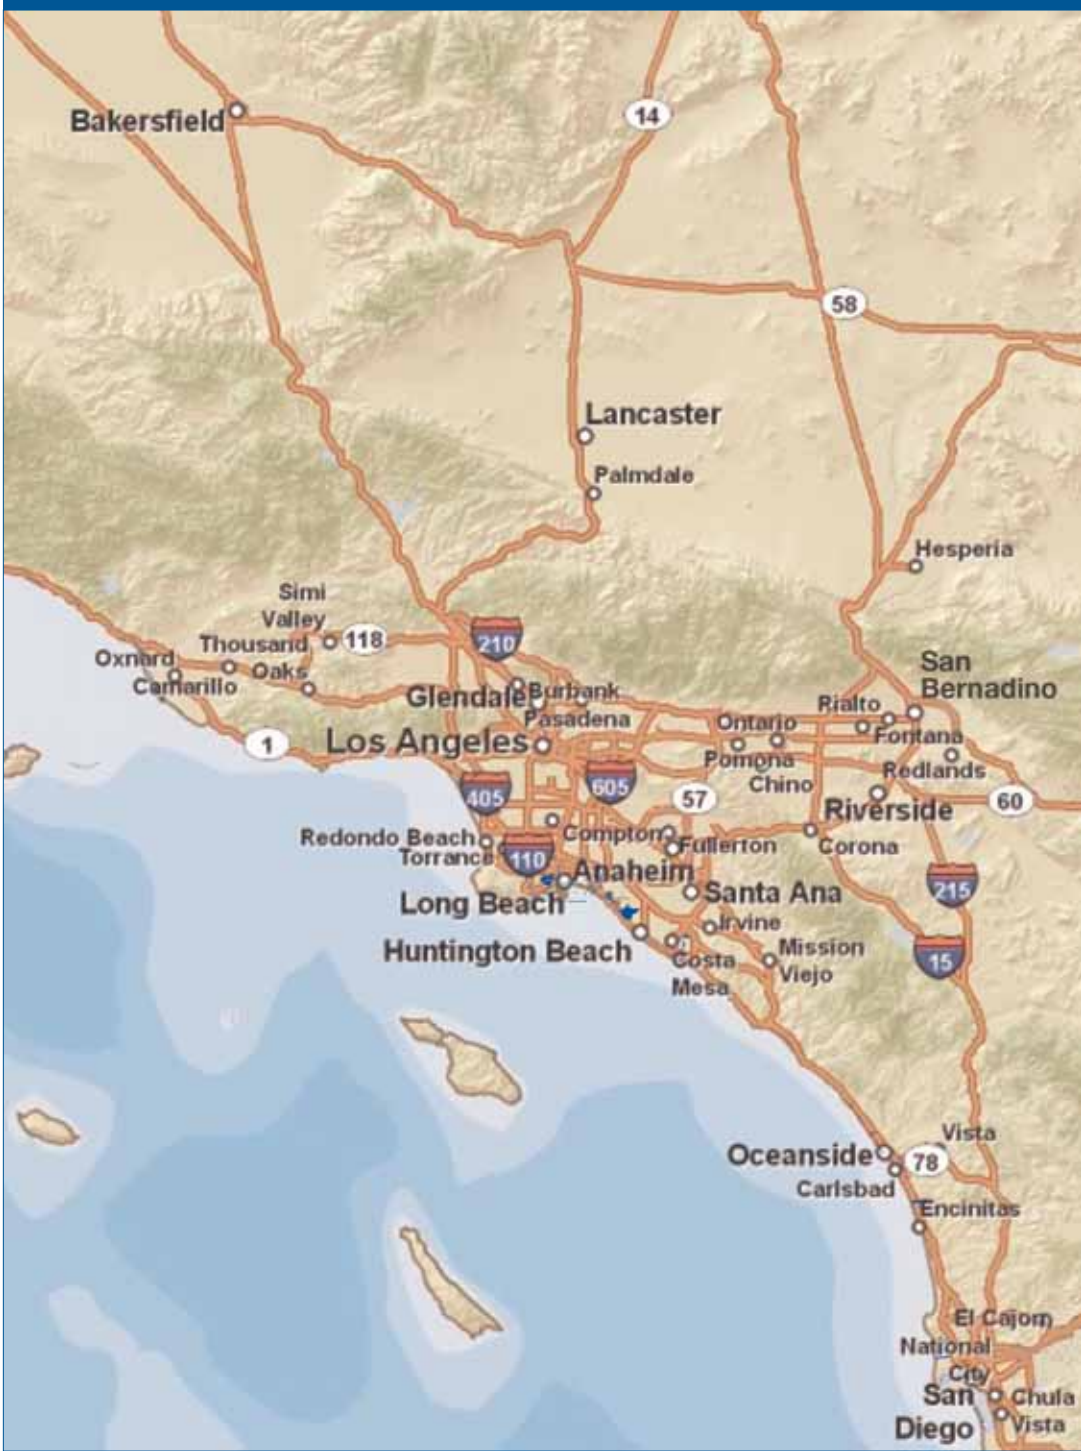 14
Bakersfield
58
Lancaster
Palmdale
Hesperia
Simi
Valley
118
210
Thousand
Oaks
Oxnard
Camarillo
San
Bernadino
Glendale
Burbank
Pasadena
Rialto
Ontario
Fontana
1
Los Angeles
Pomona
Chino
Redlands
405
605
57
60
Riverside
Redondo Beach
Compton
Fullerton
Corona
Torrance
110
Anaheim
Santa Ana
215
Long Beach
Irvine
Huntington Beach
Mission
Viejo
15
Costa
Mesa
Vista
Oceanside
78
Carlsbad
Encinitas
El Cajon
National
City
San
Diego
Chula
Vista